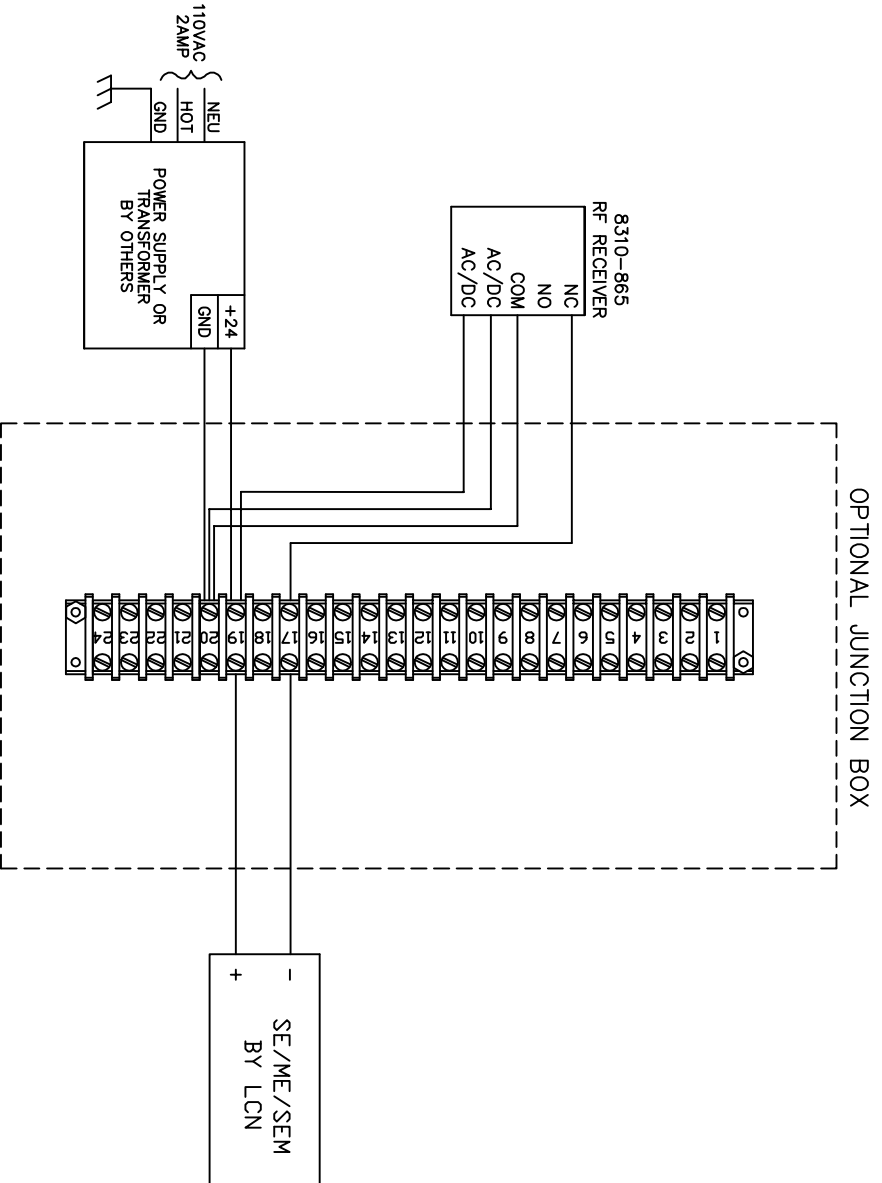 OPTIONAL JUNCTION BOX
8310-865
RF RECEIVER
NC
NO
COM
AC/DC
AC/DC
110VAC
2AMP
NEU
HOT
GND
POWER SUPPLY OR
TRANSFORMER
BY OTHERS
+24
GND
1
2
3
4
5
6
7
8
9
10
11
12
13
14
15
16
17
18
19
20
21
22
23
24
-
+
SE/ME/SEM
BY LCN